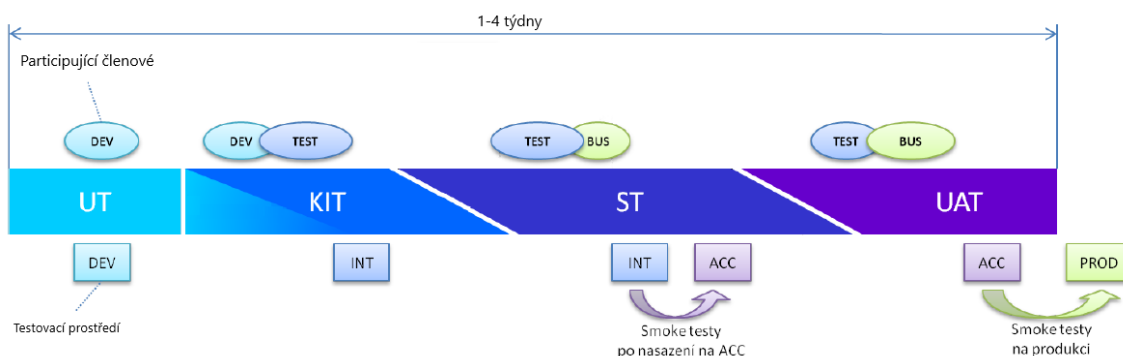 1-4 týdny
Participující členové
DEV
DEV TEST
TEST BUS
TEST BUS
UT
KIT
ST
UAT
DEV
INT
INT
ACC
ACC
PROD
Testovací prostředí
Smoke testy
po nasazení na ACC
Smoke testy
na produkci